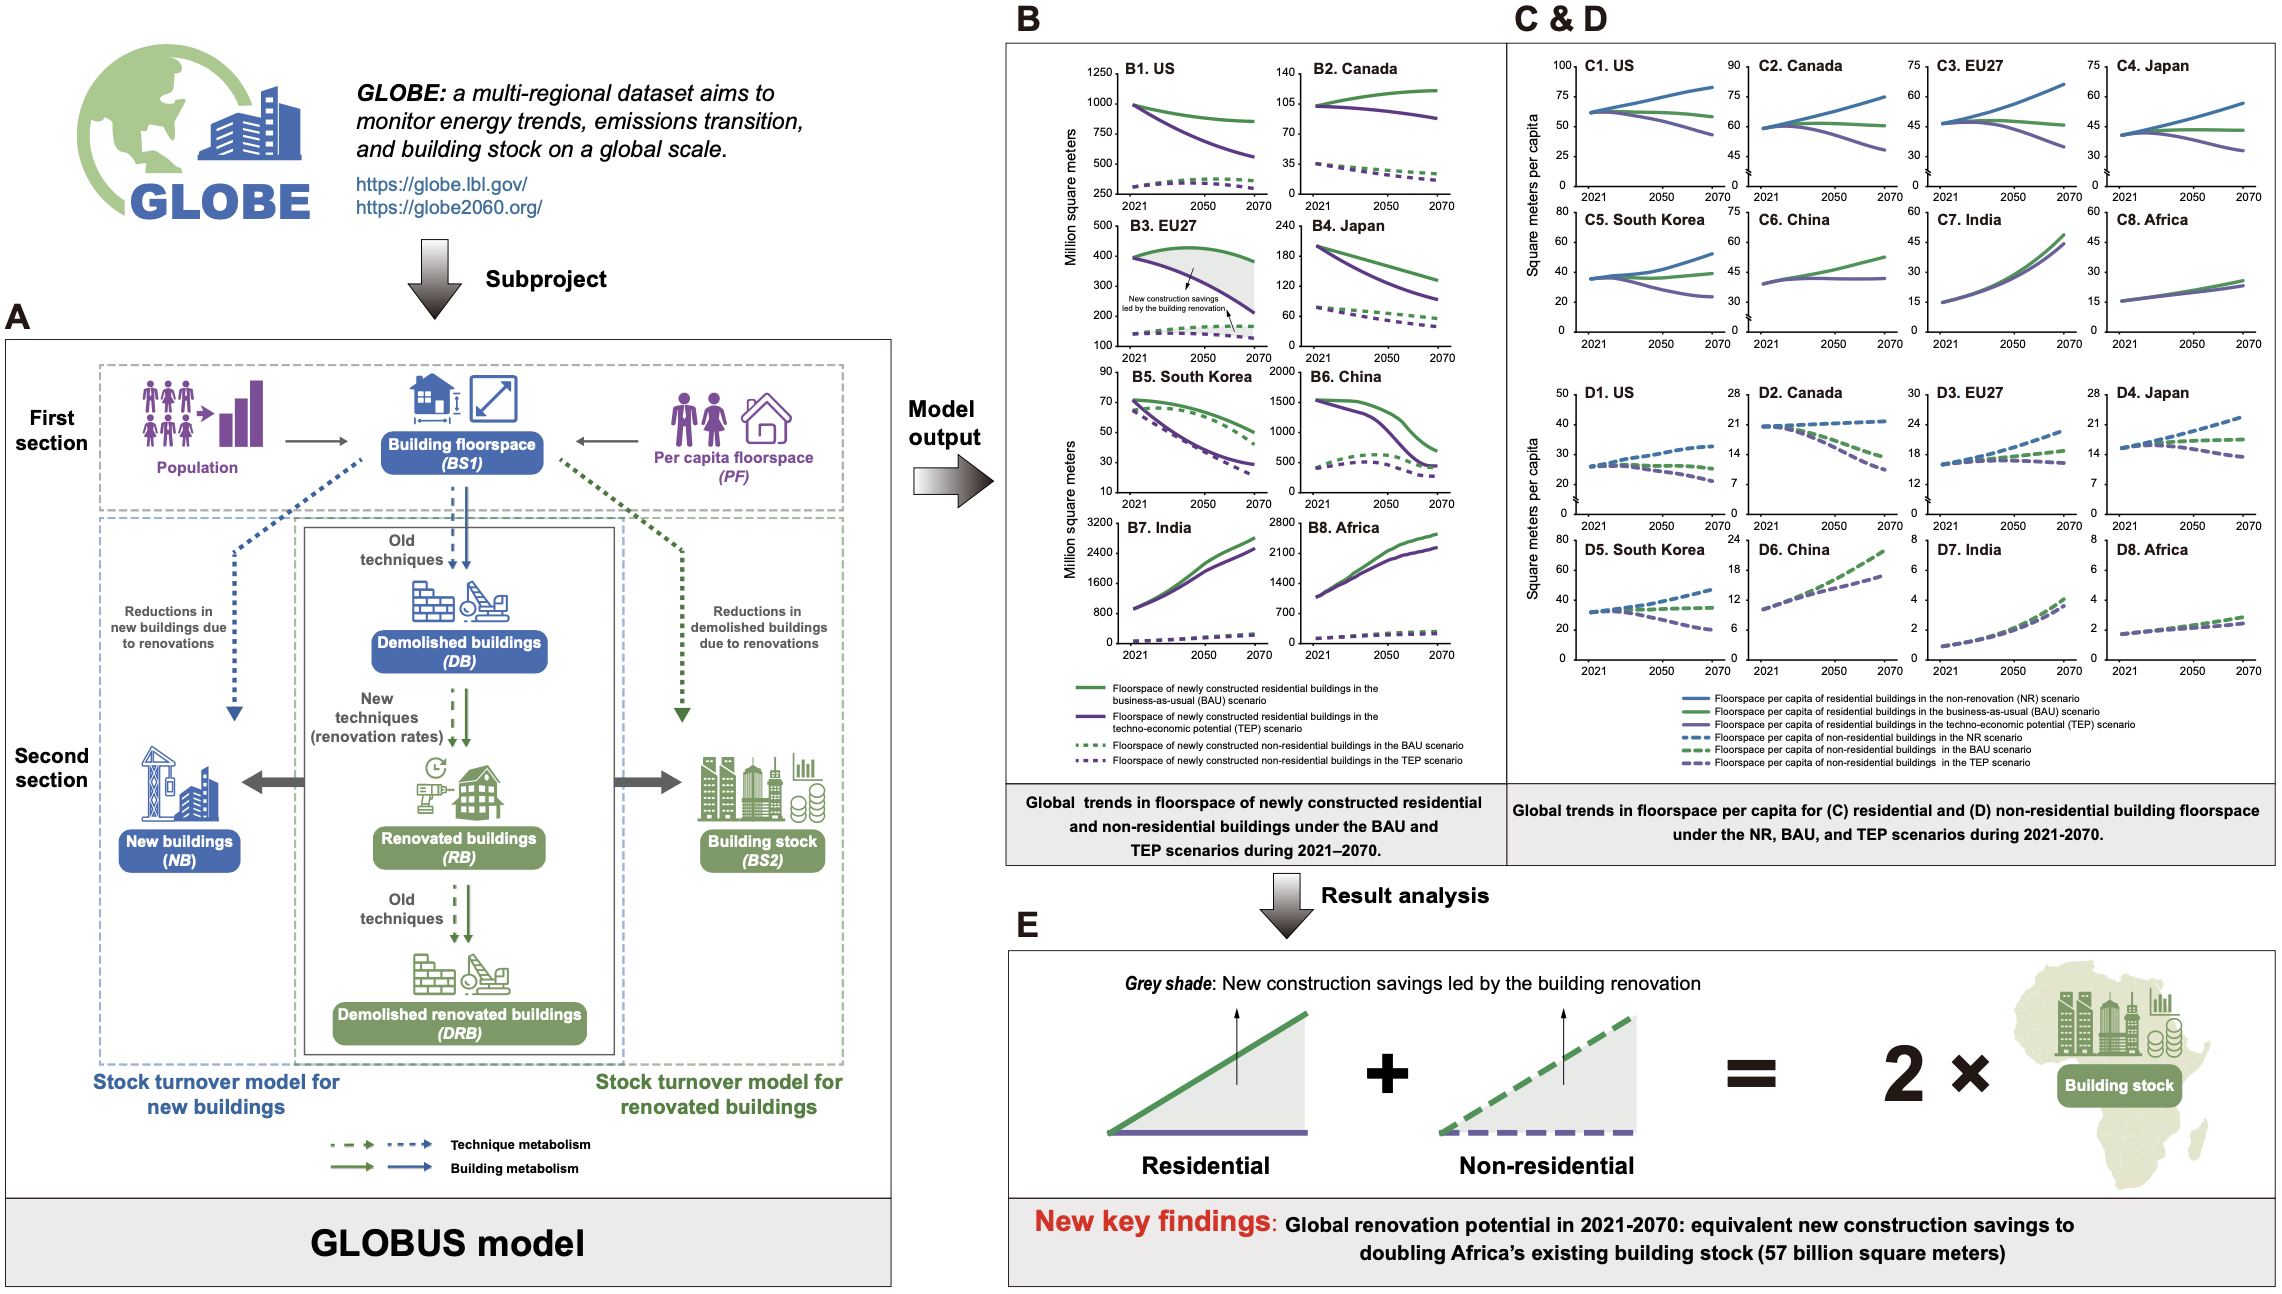 GLOBE
GLOBE: a multi-regional dataset aims to
monitor energy trends, emissions transition,
and building stock on a global scale.
https://globe.lbl.gov/
https://globe2060.org/
Subproject
A
First
section
Population
Building floorspace
(BS1)
Per capita floorspace
(PF)
Old
techniques
Reductions in
new buildings due
to renovations
Reductions in
demolished buildings
due to renovations
Demolished buildings
(DB)
New
techniques
(renovation rates)
Second
section
New buildings
(NB)
Renovated buildings
(RB)
Building stock
(BS2)
Old
techniques
Demolished renovated buildings
(DRB)
Stock turnover model for
new buildings
Stock turnover model for
renovated buildings
Technique metabolism
Building metabolism
GLOBUS model
Model
output
B
Million square meters
B1. US
1250
1000
750
500
250
2021 2050 2070
B2. Canada
140
105
70
35
0
2021 2050 2070
B3. EU27
500
400
300
200
100
New construction savings
led by the building renovation
2021 2050 2070
B4. Japan
240
180
120
60
0
2021 2050 2070
Million square meters
B5. South Korea
90
70
50
30
10
2021 2050 2070
B6. China
2000
1500
1000
500
0
2021 2050 2070
B7. India
3200
2400
1600
800
0
2021 2050 2070
B8. Africa
2800
2100
1400
700
0
2021 2050 2070
Floorspace of newly constructed residential buildings in the
business-as-usual (BAU) scenario
Floorspace of newly constructed residential buildings in the
techno-economic potential (TEP) scenario
Floorspace of newly constructed non-residential buildings in the BAU scenario
Floorspace of newly constructed non-residential buildings in the TEP scenario
Global trends in floorspace of newly constructed residential
and non-residential buildings under the BAU and
TEP scenarios during 2021–2070.
C & D
Square meters per capita
C1. US
100
75
50
25
0
2021 2050 2070
C2. Canada
90
75
60
45
0
2021 2050 2070
C3. EU27
75
60
45
30
0
2021 2050 2070
C4. Japan
75
60
45
30
0
2021 2050 2070
C5. South Korea
80
60
40
20
0
2021 2050 2070
C6. China
75
60
45
30
0
2021 2050 2070
C7. India
60
45
30
15
0
2021 2050 2070
C8. Africa
60
45
30
15
0
2021 2050 2070
Square meters per capita
D1. US
50
40
30
20
0
2021 2050 2070
D2. Canada
28
21
14
7
0
2021 2050 2070
D3. EU27
30
24
18
12
0
2021 2050 2070
D4. Japan
28
21
14
7
0
2021 2050 2070
D5. South Korea
80
60
40
20
0
2021 2050 2070
D6. China
24
18
12
6
0
2021 2050 2070
D7. India
8
6
4
2
0
2021 2050 2070
D8. Africa
8
6
4
2
0
2021 2050 2070
Floorspace per capita of residential buildings in the non-renovation (NR) scenario
Floorspace per capita of residential buildings in the business-as-usual (BAU) scenario
Floorspace per capita of residential buildings in the techno-economic potential (TEP) scenario
Floorspace per capita of non-residential buildings in the NR scenario
Floorspace per capita of non-residential buildings in the BAU scenario
Floorspace per capita of non-residential buildings in the TEP scenario
Global trends in floorspace per capita for (C) residential and (D) non-residential building floorspace
under the NR, BAU, and TEP scenarios during 2021-2070.
Result analysis
E
Grey shade: New construction savings led by the building renovation
Residential
+
Non-residential
=
2 ×
Building stock
New key findings: Global renovation potential in 2021-2070: equivalent new construction savings to
doubling Africa's existing building stock (57 billion square meters)